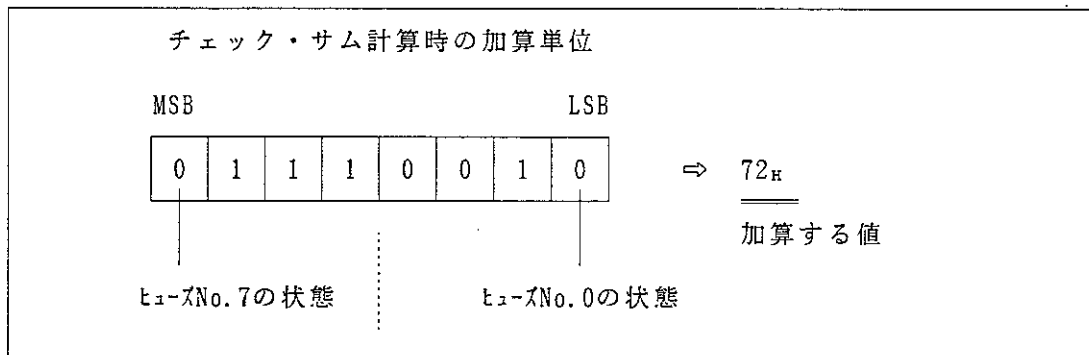 チェック・サム計算時の加算単位
MSB LSB
0 1 1 1 0 0 1 0 ⇨ 72H
加算する値
ﾋｭｰｽﾞNo.7の状態 ﾋｭｰｽﾞNo.0の状態